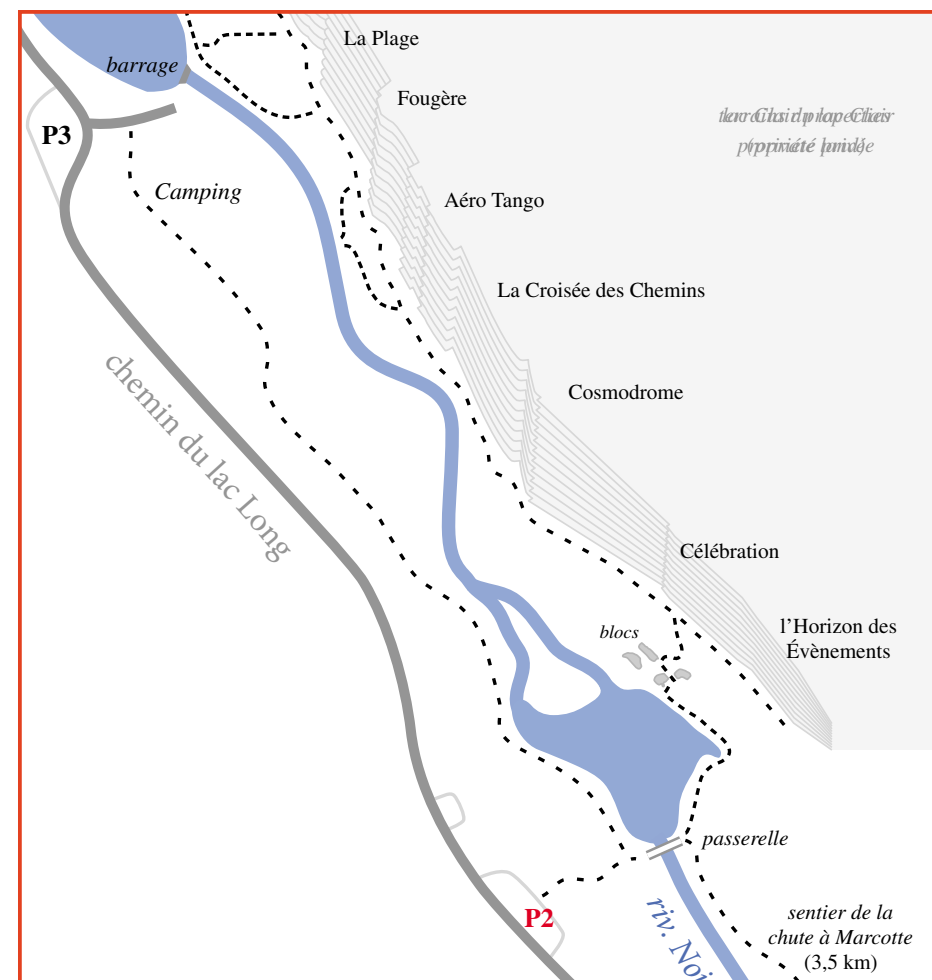 La Plage
barrage
Fougère
P3
Camping
Aéro Tango
La Croisée des Chemins
chemin du lac Long
Cosmodrome
Célébration
blocs
l’Horizon des
Évènements
passerelle
P2
riv.
sentier de la
chute à Marcotte
(3,5 km)